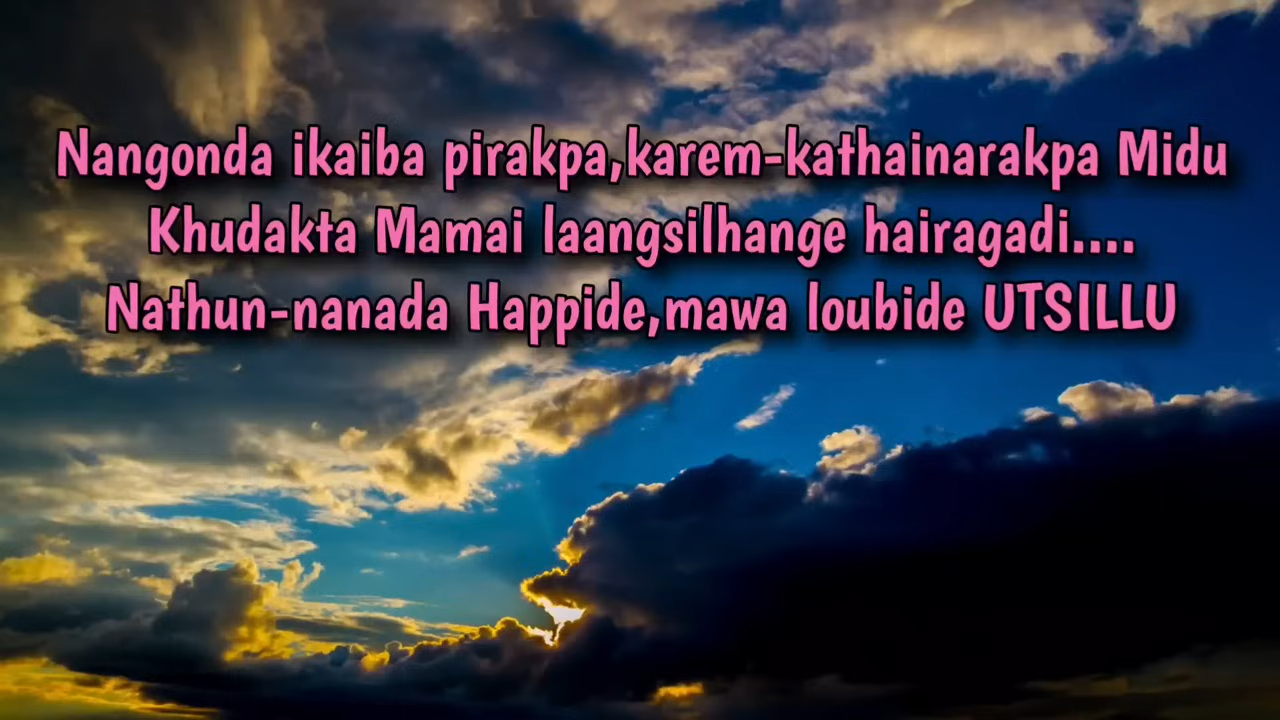 Nangonda ikaiba pirakpa,karem-kathainarakpa Midu
Khudakta Mamai laangsilhange hairagadi....
Nathun-nanada Happide,mawa loubide UTSILLU